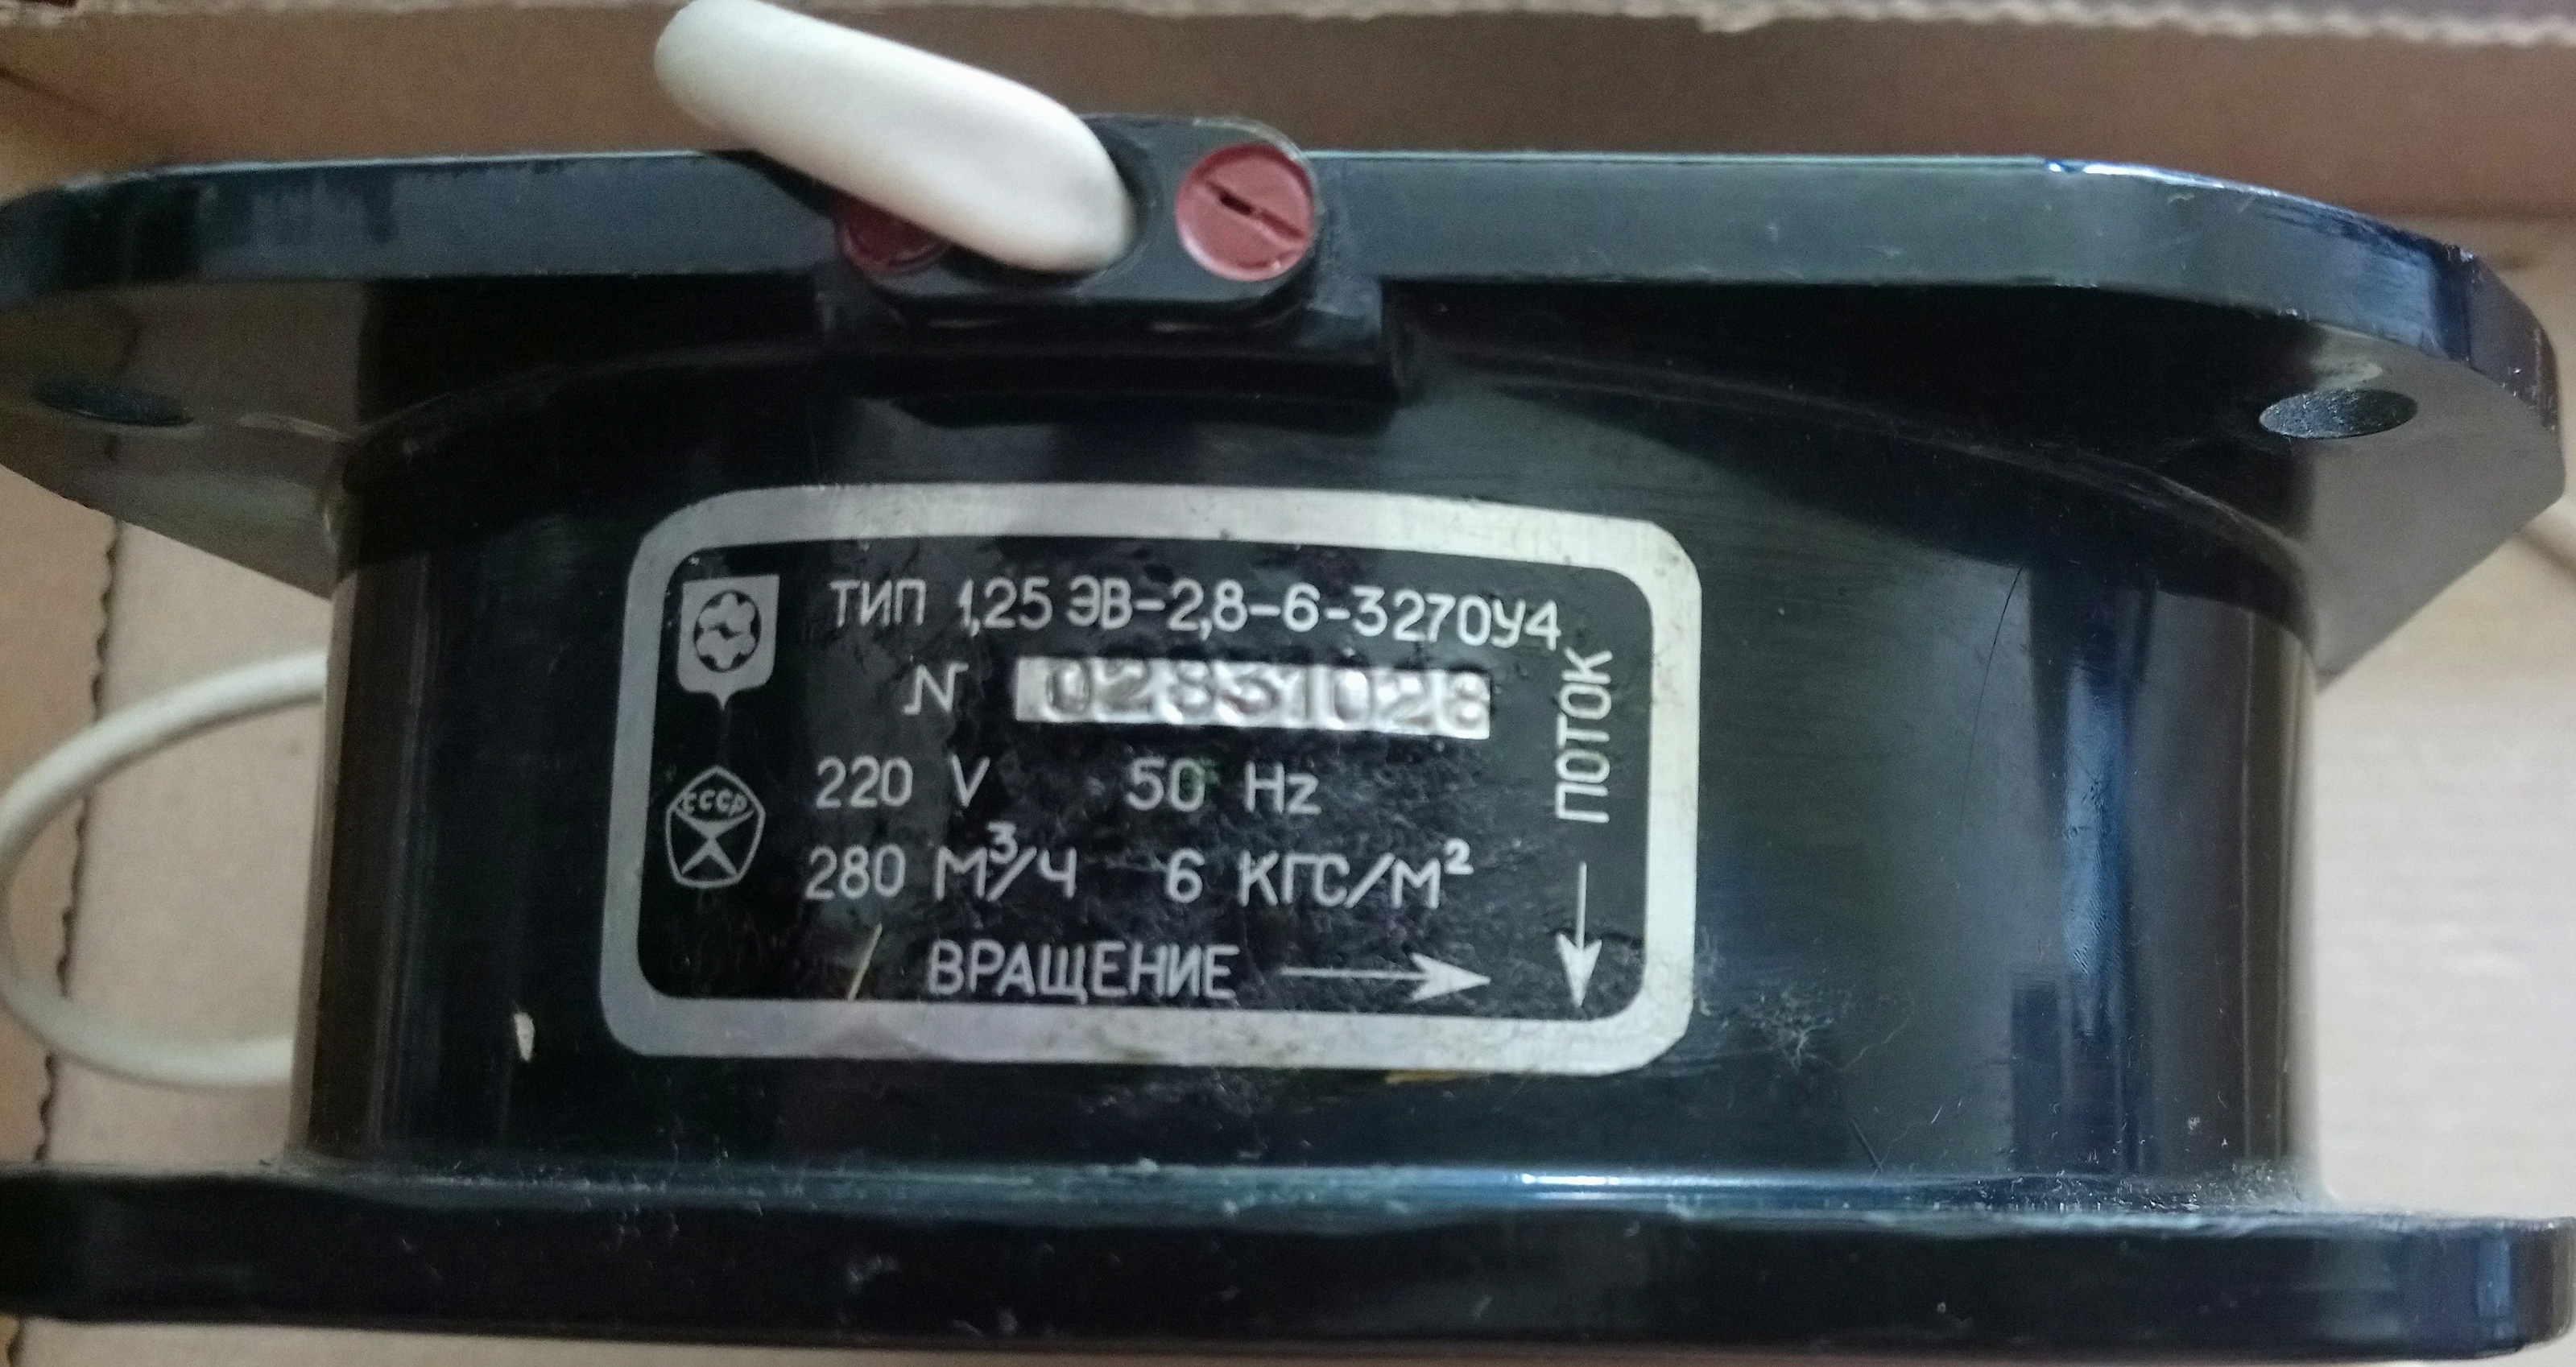 ТИП 1,25 ЭВ-2,8-6-3270У4
N 02831028
220 V 50 Hz
280 М³/Ч 6 КГС/М²
ВРАЩЕНИЕ
ПОТОК
СССР